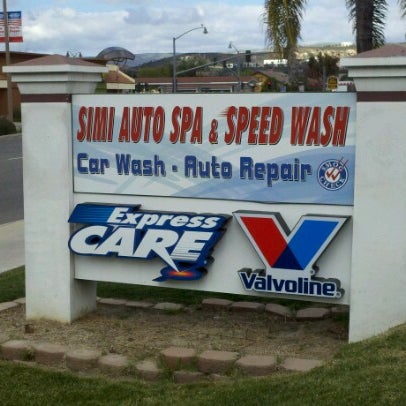 SIMI AUTO SPA & SPEED WASH
Car Wash - Auto Repair
Express
CARE
Valvoline